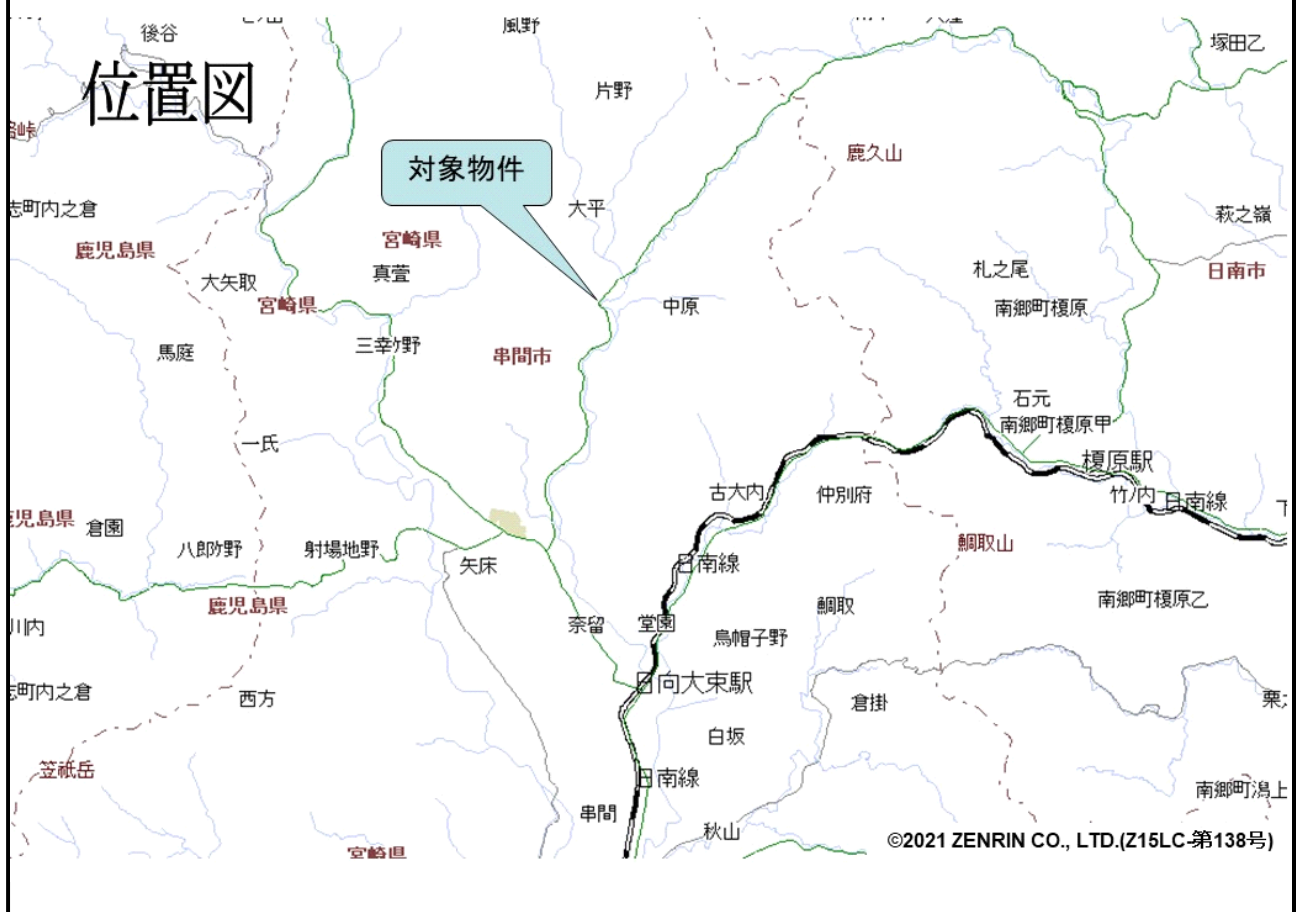 後谷
風野
塚田乙
位置図
片野
対象物件
鹿久山
志町内之倉
大平
萩之嶺
鹿児島県
宮崎県
日南市
大矢取
真萱
札之尾
宮崎県
中原
南郷町榎原
馬庭
三幸ケ野
串間市
石元
南郷町榎原甲
一氏
榎原駅
古大内
仲別府
竹ノ内
日南線
児島県
倉園
八郎ケ野
射場地野
矢床
日南線
鯛取山
鹿児島県
鯛取
南郷町榎原乙
川内
奈留
堂園
烏帽子野
志町内之倉
西方
向大束駅
倉掛
白坂
笠祇岳
日南線
南郷町潟上
串間
秋山
©2021 ZENRIN CO., LTD.(Z15LC-第138号)
宮崎県